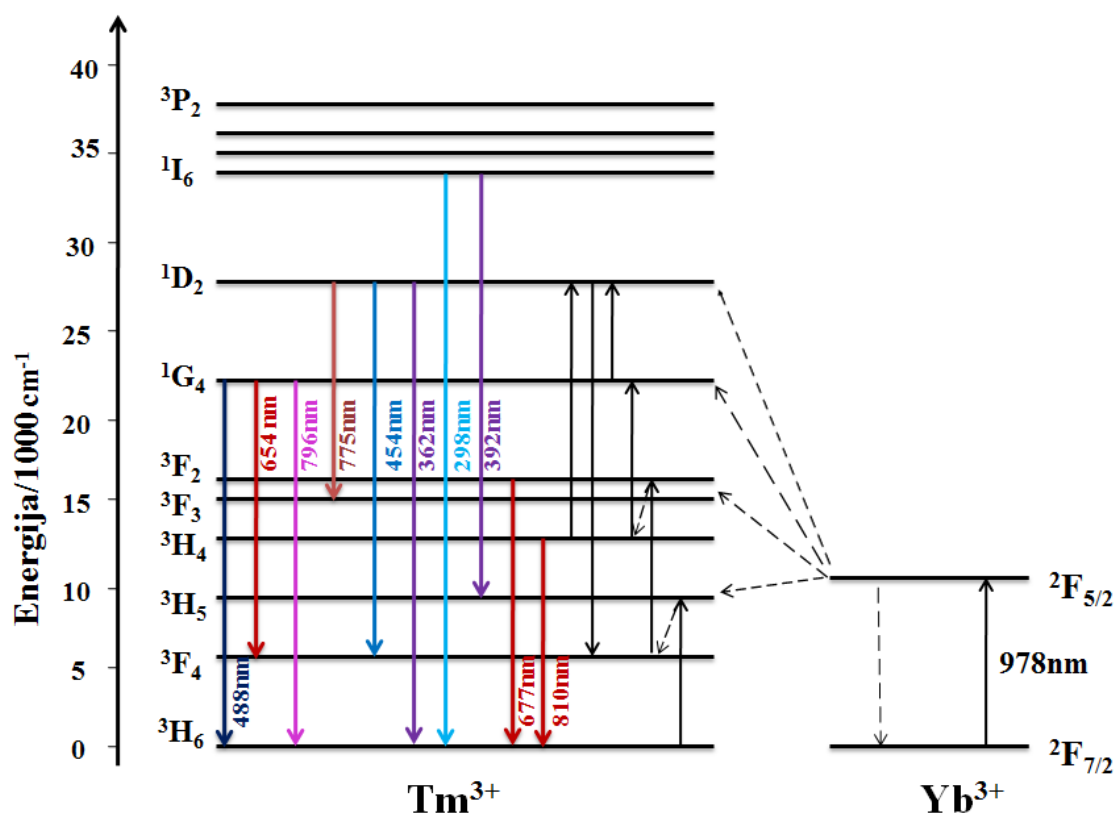 Energija/1000 cm⁻¹
40
35
30
25
20
15
10
5
0
³P₂
¹I₆
¹D₂
¹G₄
³F₂
³F₃
³H₄
³H₅
³F₄
³H₆
488nm
654 nm
796nm
775nm
454nm
362nm
298nm
392nm
677nm
810nm
²F₅/₂
978nm
²F₇/₂
Tm³⁺
Yb³⁺